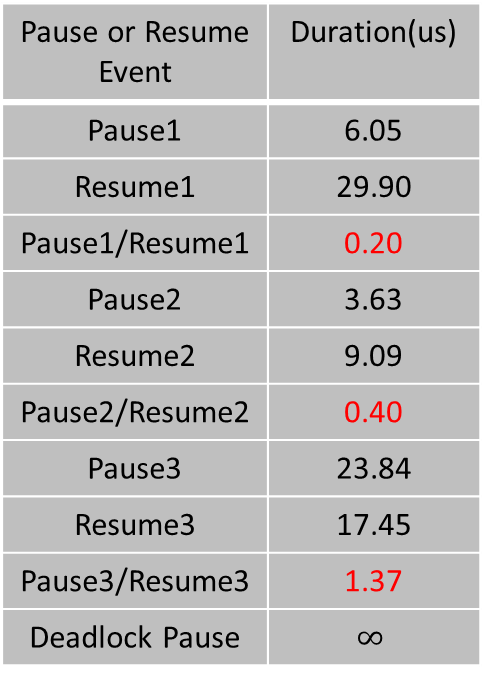 Pause or Resume Duration(us)
Event
Pause1 6.05
Resume1 29.90
Pause1/Resume1 0.20
Pause2 3.63
Resume2 9.09
Pause2/Resume2 0.40
Pause3 23.84
Resume3 17.45
Pause3/Resume3 1.37
Deadlock Pause ∞